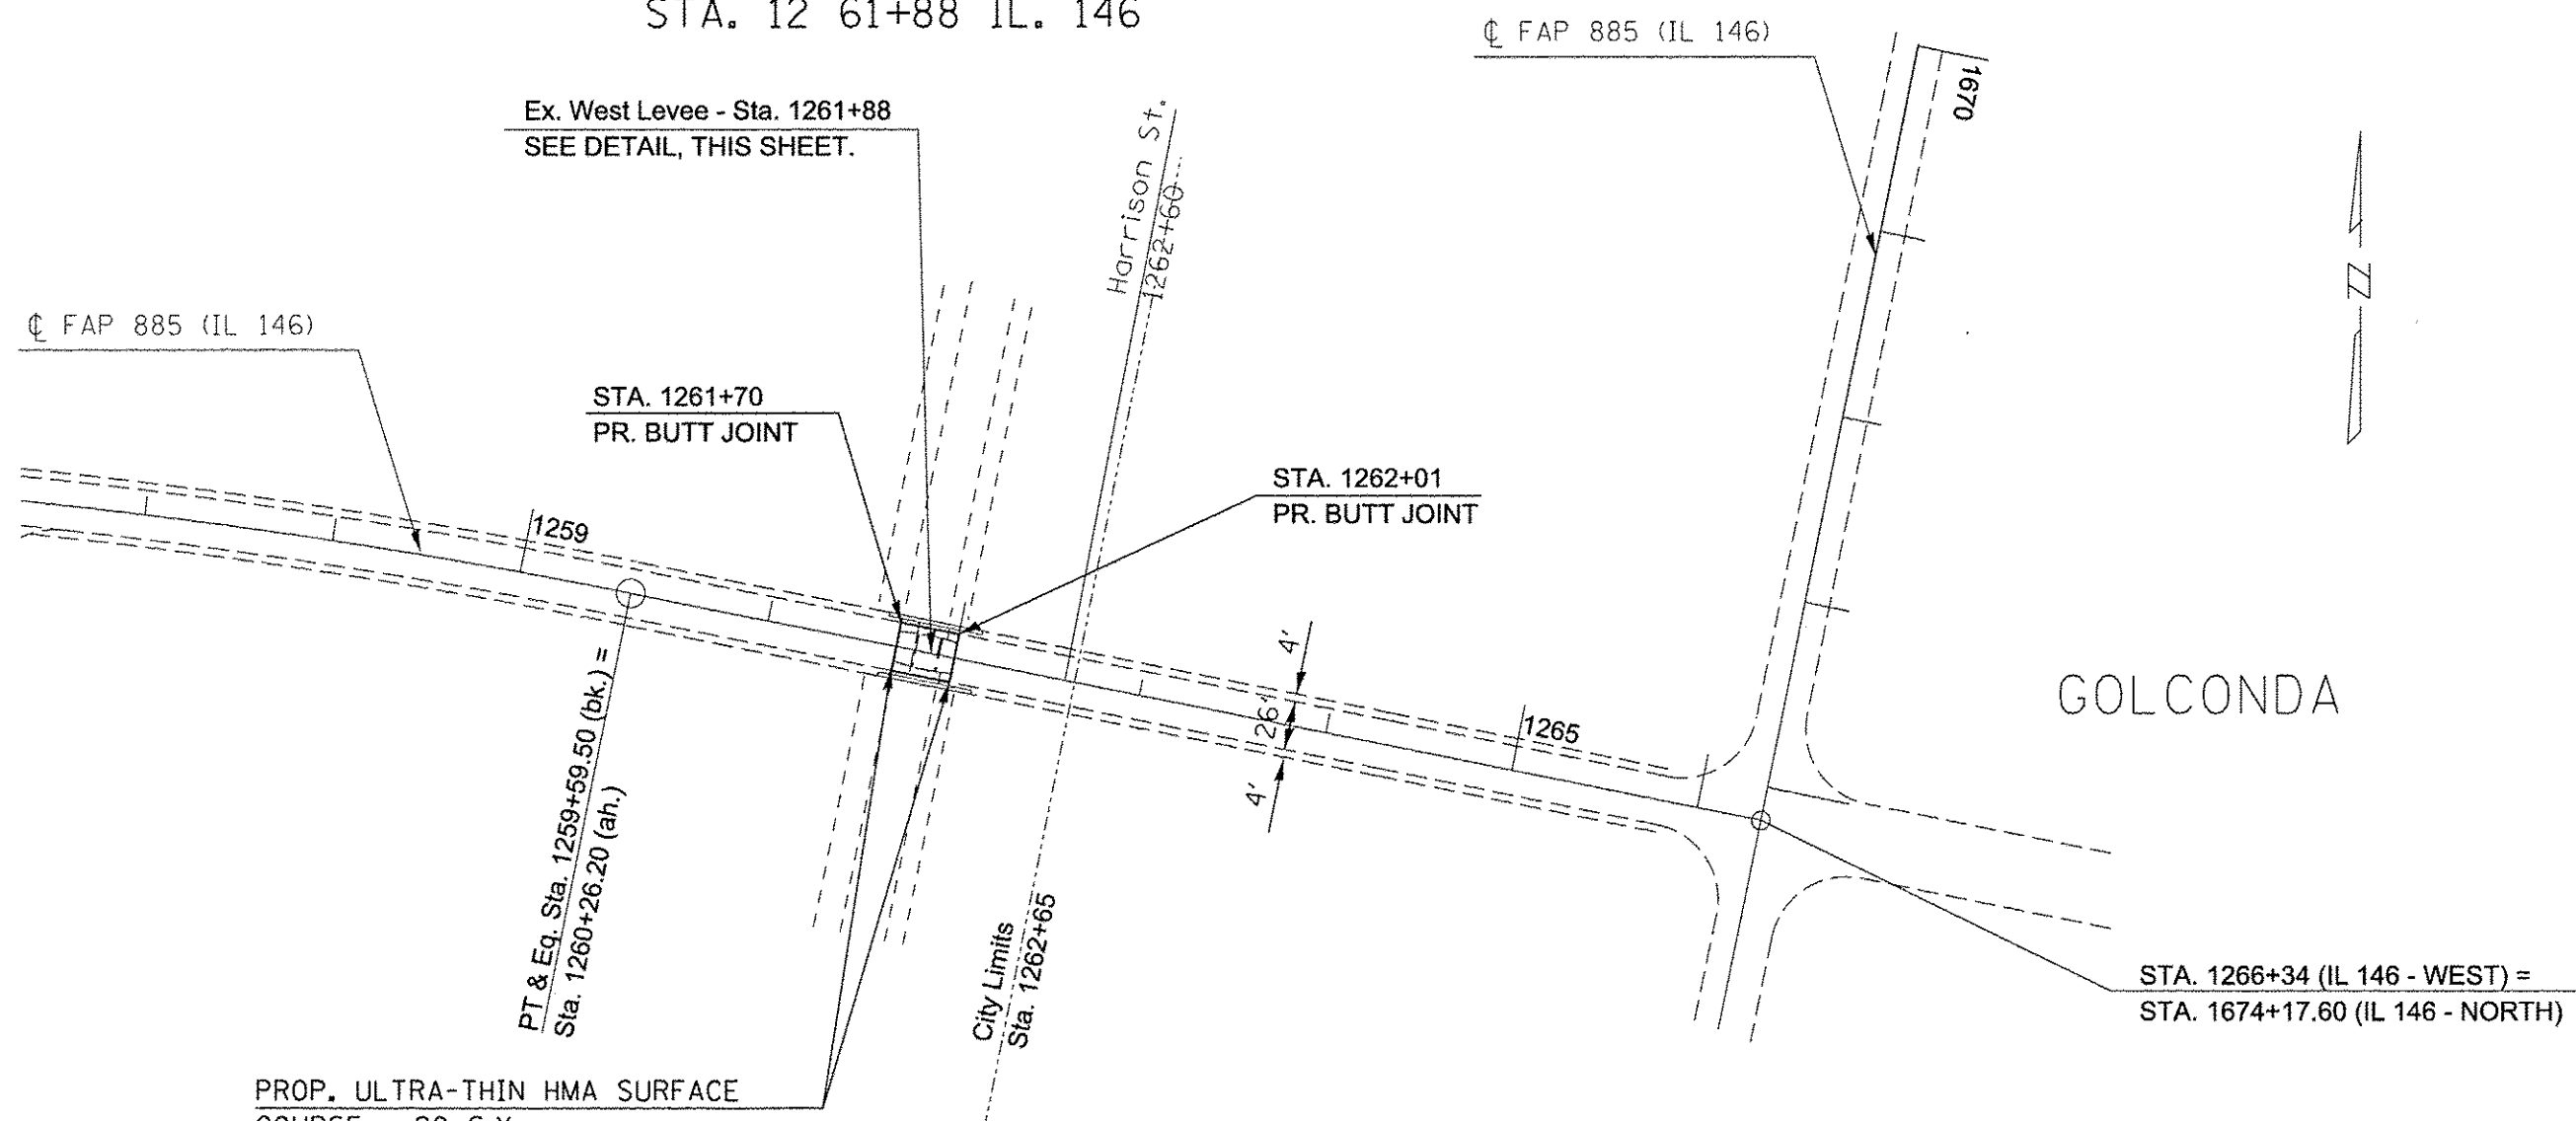 STA. 12 61+88 IL. 146
℄ FAP 885 (IL 146)
1670
Ex. West Levee - Sta. 1261+88
SEE DETAIL, THIS SHEET.
Harrison St.
1262+60
N
℄ FAP 885 (IL 146)
STA. 1261+70
PR. BUTT JOINT
STA. 1262+01
PR. BUTT JOINT
1259
4'
26'
4'
1265
GOLCONDA
PT & Eq. Sta. 1259+59.50 (bk.) =
Sta. 1260+26.20 (ah.)
City Limits
Sta. 1262+65
STA. 1266+34 (IL 146 - WEST) =
STA. 1674+17.60 (IL 146 - NORTH)
PROP. ULTRA-THIN HMA SURFACE